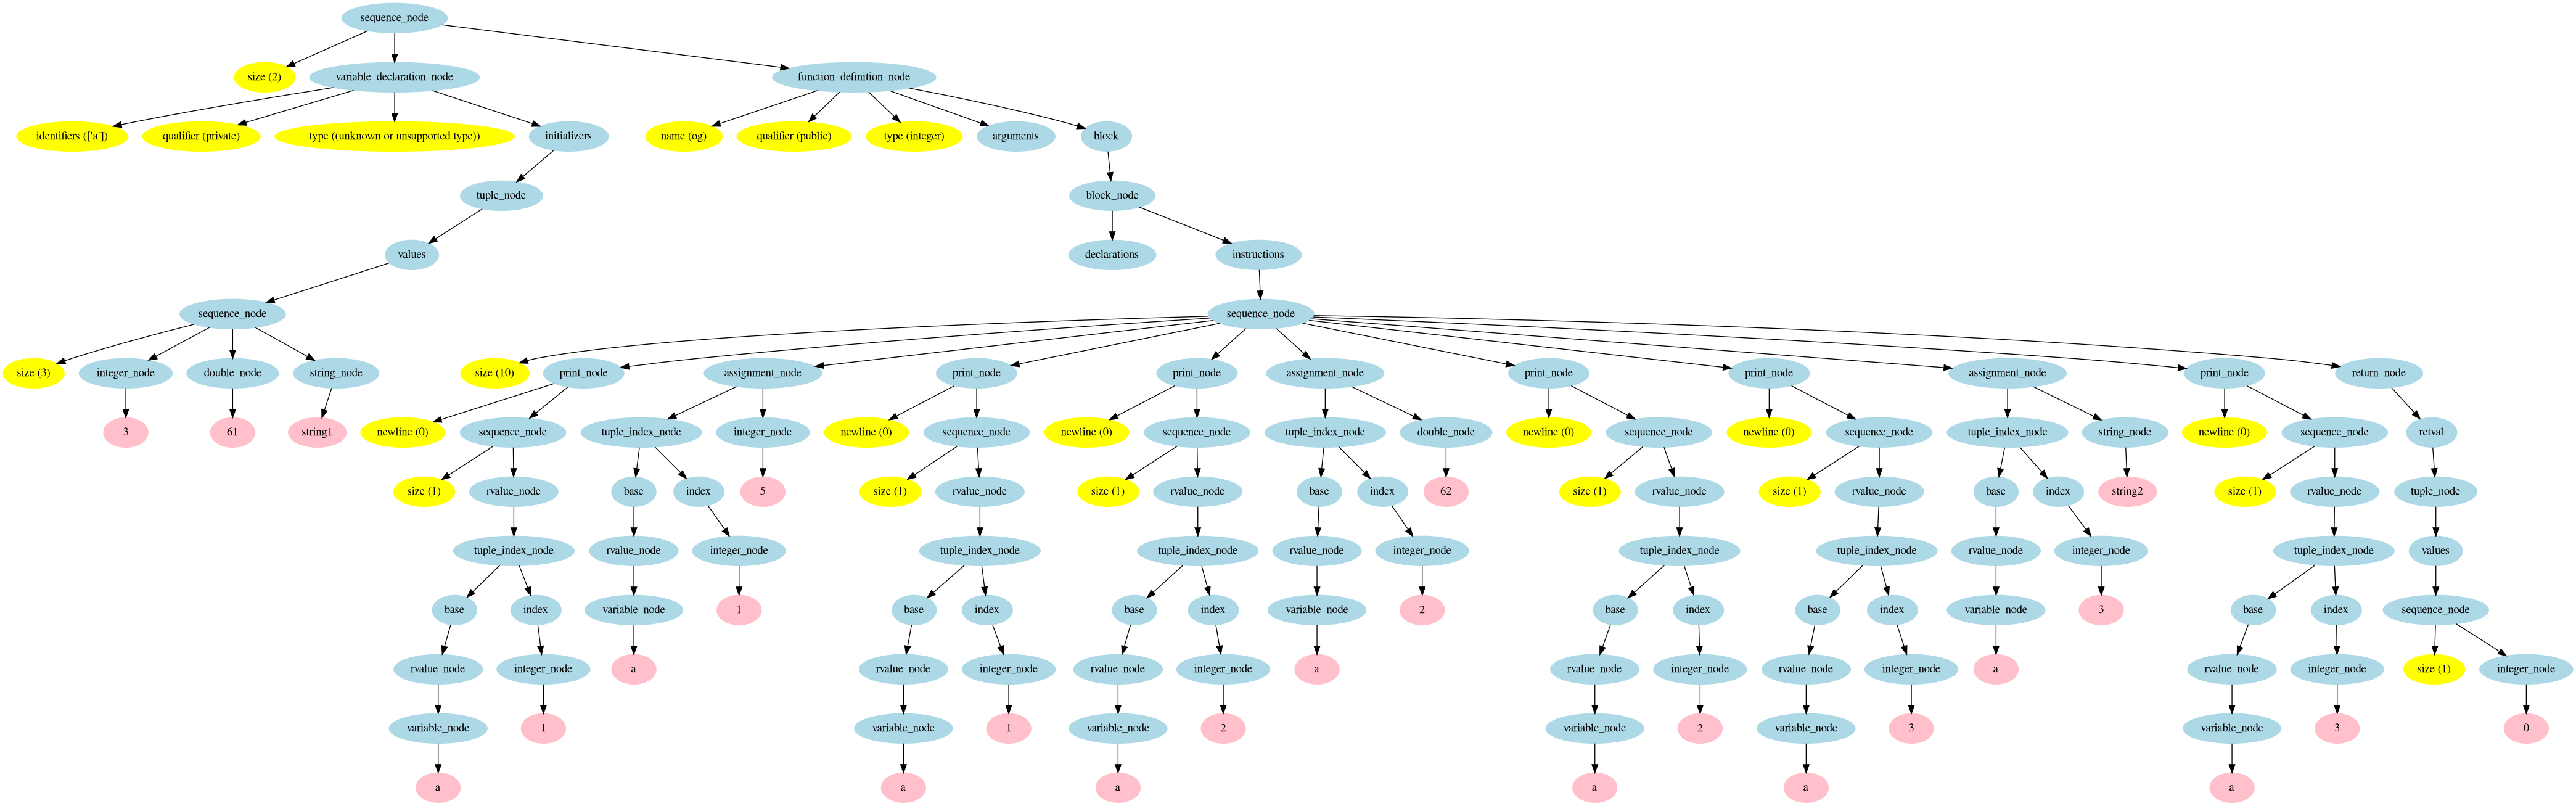 sequence_node
size (2)
variable_declaration_node
function_definition_node
identifiers (['a'])
qualifier (private)
type ((unknown or unsupported type))
initializers
name (og)
qualifier (public)
type (integer)
arguments
block
tuple_node
block_node
values
declarations
instructions
sequence_node
sequence_node
size (3)
integer_node
double_node
string_node
size (10)
print_node
assignment_node
print_node
print_node
assignment_node
print_node
print_node
assignment_node
print_node
return_node
3
61
string1
newline (0)
sequence_node
tuple_index_node
integer_node
newline (0)
sequence_node
newline (0)
sequence_node
tuple_index_node
double_node
newline (0)
sequence_node
newline (0)
sequence_node
tuple_index_node
string_node
newline (0)
sequence_node
retval
size (1)
rvalue_node
base
index
5
size (1)
rvalue_node
size (1)
rvalue_node
base
index
62
size (1)
rvalue_node
size (1)
rvalue_node
base
index
string2
size (1)
rvalue_node
tuple_node
tuple_index_node
rvalue_node
integer_node
tuple_index_node
tuple_index_node
rvalue_node
integer_node
tuple_index_node
tuple_index_node
rvalue_node
integer_node
tuple_index_node
values
base
index
variable_node
1
base
index
base
index
variable_node
2
base
index
base
index
variable_node
3
base
index
sequence_node
rvalue_node
integer_node
a
rvalue_node
integer_node
rvalue_node
integer_node
a
rvalue_node
integer_node
rvalue_node
integer_node
a
rvalue_node
integer_node
size (1)
integer_node
variable_node
1
variable_node
1
variable_node
2
variable_node
2
variable_node
3
variable_node
3
0
a
a
a
a
a
a